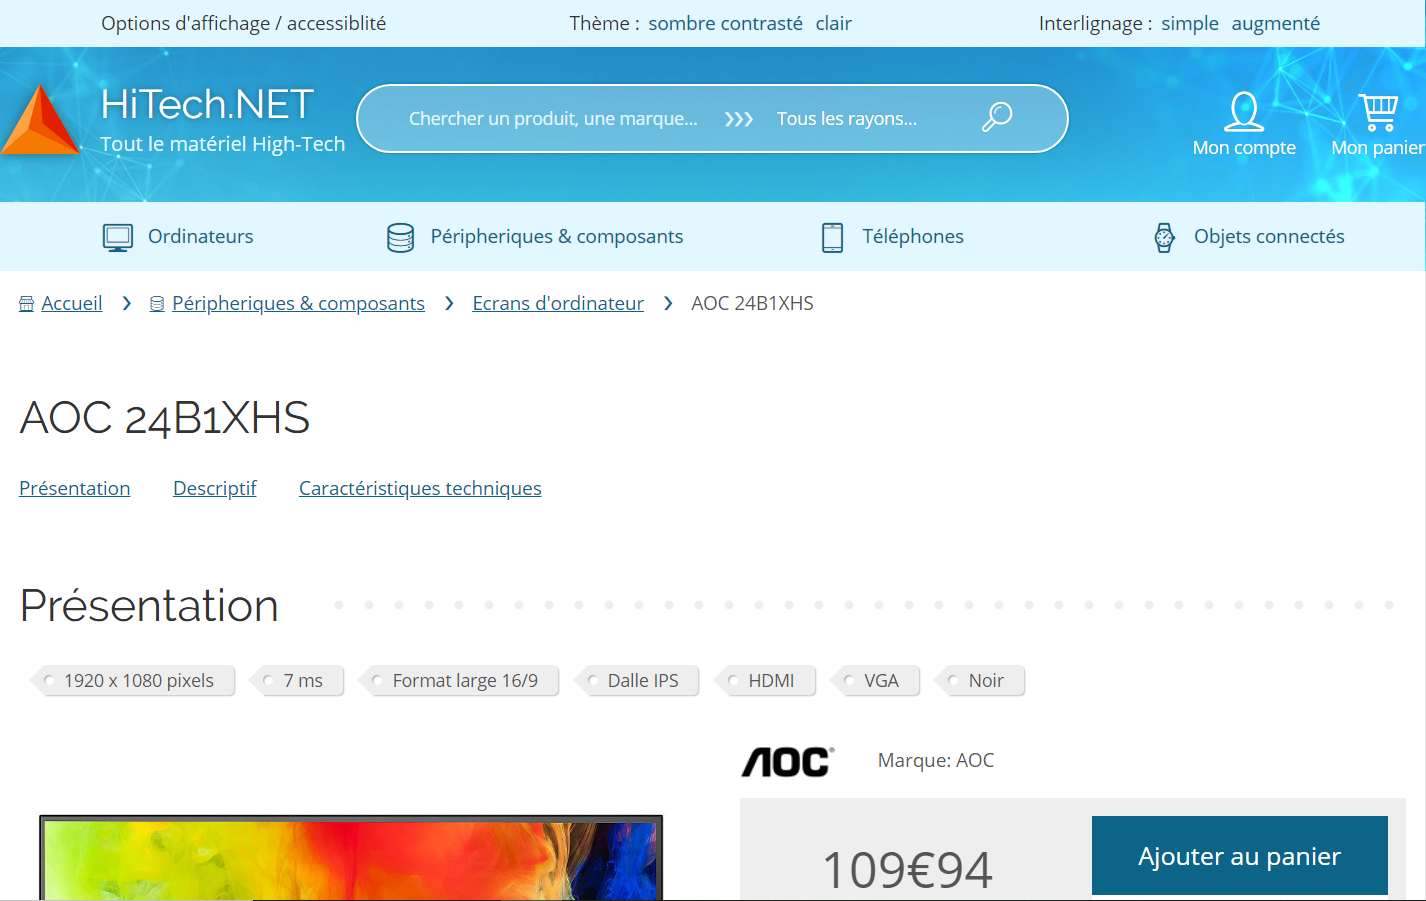 Options d'affichage / accessiblité Thème : sombre contrasté clair Interlignage : simple augmenté
HiTech.NET
Tout le matériel High-Tech
Chercher un produit, une marque... Tous les rayons...
Mon compte Mon panier
Ordinateurs Péripheriques & composants Téléphones Objets connectés
Accueil Péripheriques & composants Ecrans d'ordinateur AOC 24B1XHS
AOC 24B1XHS
Présentation Descriptif Caractéristiques techniques
Présentation
1920 x 1080 pixels 7 ms Format large 16/9 Dalle IPS HDMI VGA Noir
AOC Marque: AOC
109€94 Ajouter au panier